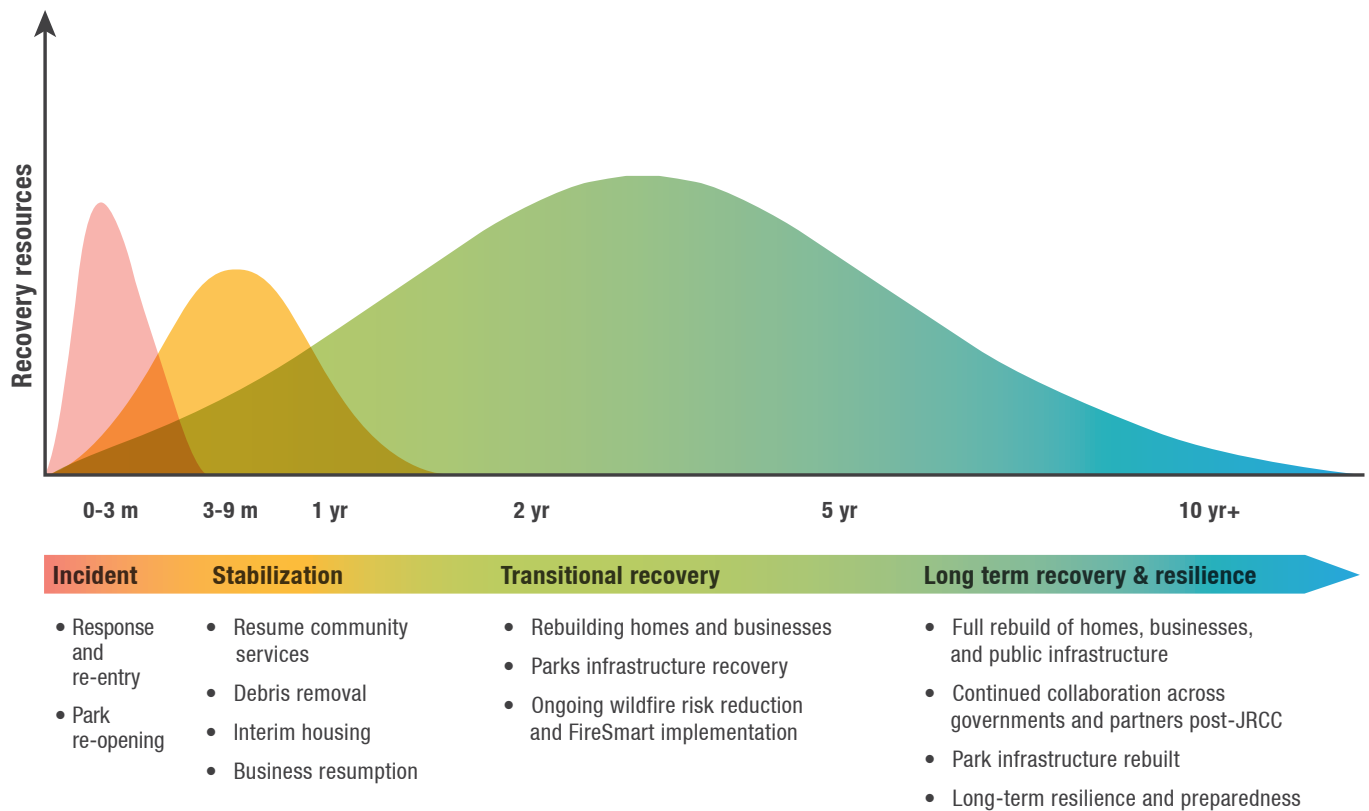 Recovery resources
0-3 m
3-9 m
1 yr
2 yr
5 yr
10 yr+
Incident
Stabilization
Transitional recovery
Long term recovery & resilience
• Response
and
re-entry
• Park
re-opening
• Resume community
services
• Debris removal
• Interim housing
• Business resumption
• Rebuilding homes and businesses
• Parks infrastructure recovery
• Ongoing wildfire risk reduction
and FireSmart implementation
• Full rebuild of homes, businesses,
and public infrastructure
• Continued collaboration across
governments and partners post-JRCC
• Park infrastructure rebuilt
• Long-term resilience and preparedness